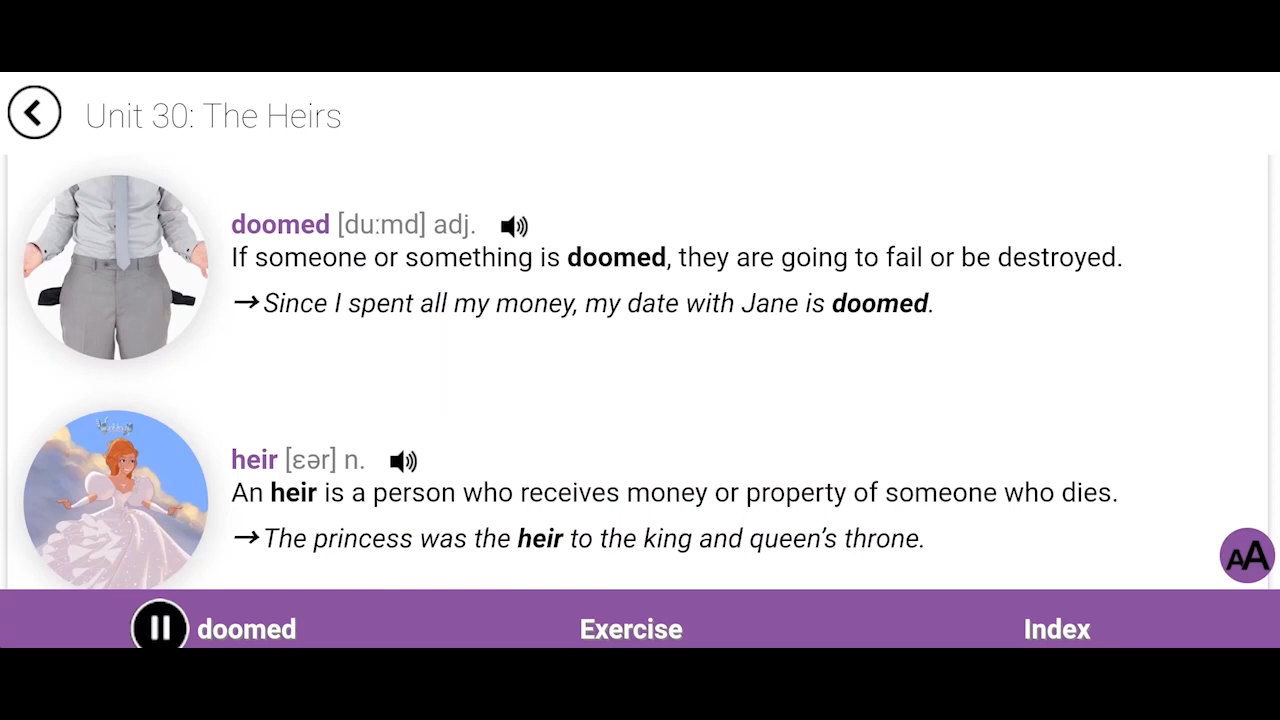 Unit 30: The Heirs
doomed [du:md] adj.
If someone or something is doomed, they are going to fail or be destroyed.
→ Since I spent all my money, my date with Jane is doomed.
heir [ɛər] n.
An heir is a person who receives money or property of someone who dies.
→ The princess was the heir to the king and queen’s throne.
AA
doomed Exercise Index